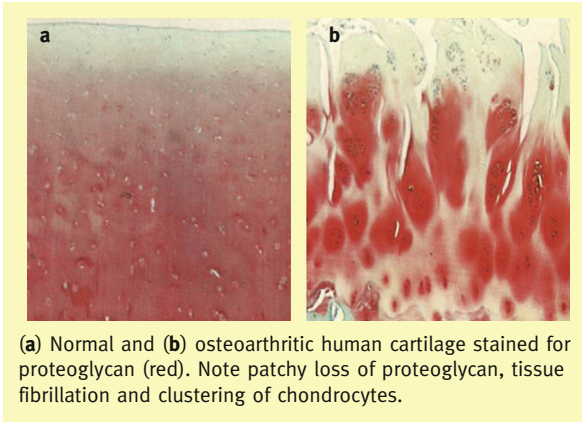 a
b
(a) Normal and (b) osteoarthritic human cartilage stained for
proteoglycan (red). Note patchy loss of proteoglycan, tissue
fibrillation and clustering of chondrocytes.